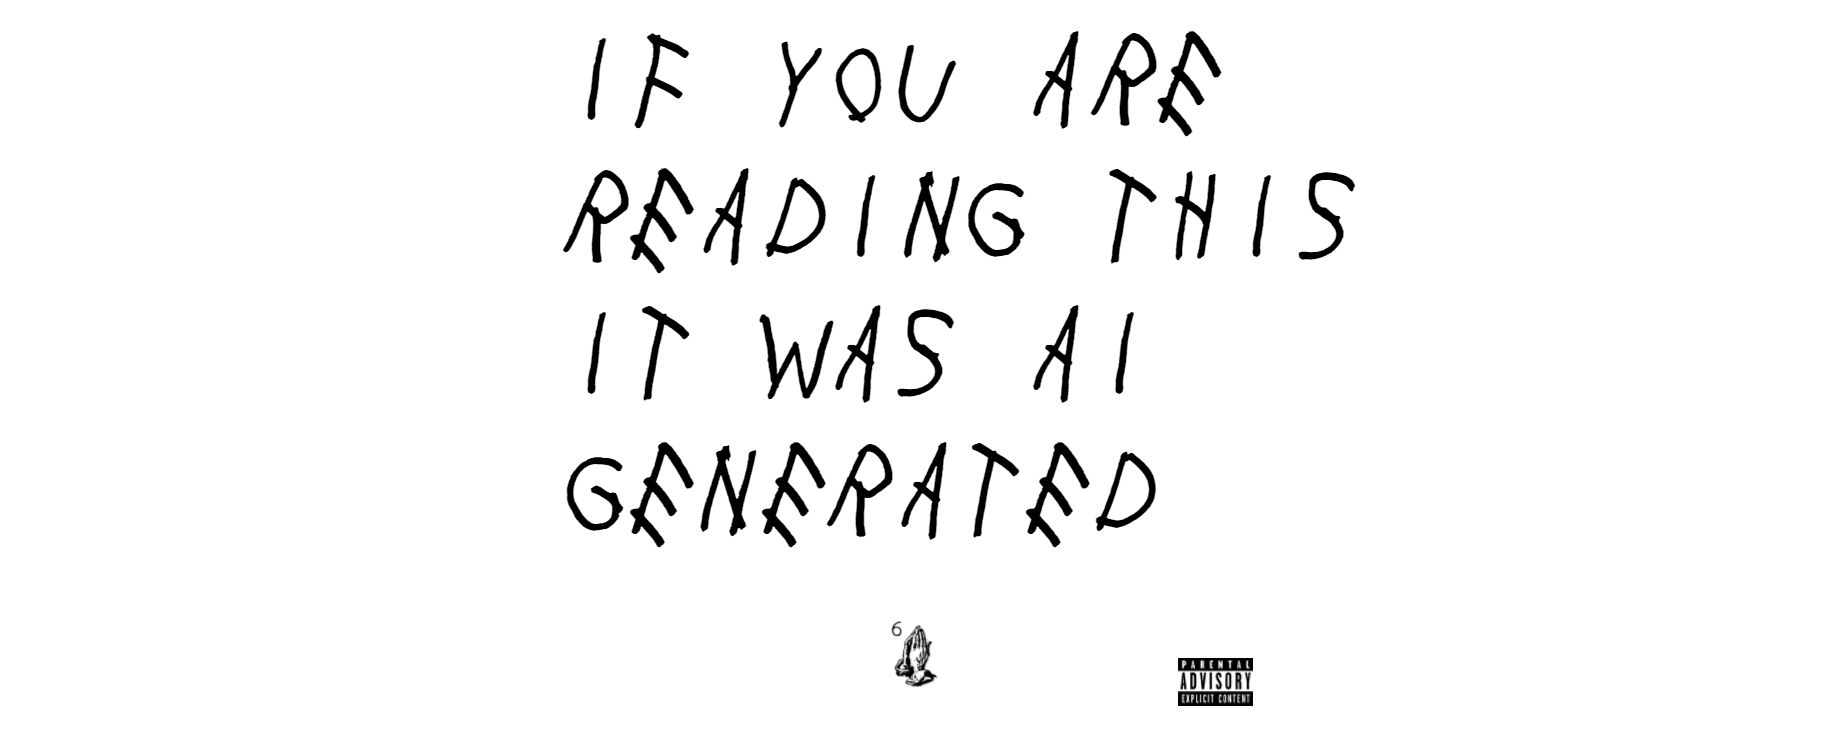 IF YOU ARE
READING THIS
IT WAS AI
GENERATED
6
PARENTAL
ADVISORY
EXPLICIT CONTENT